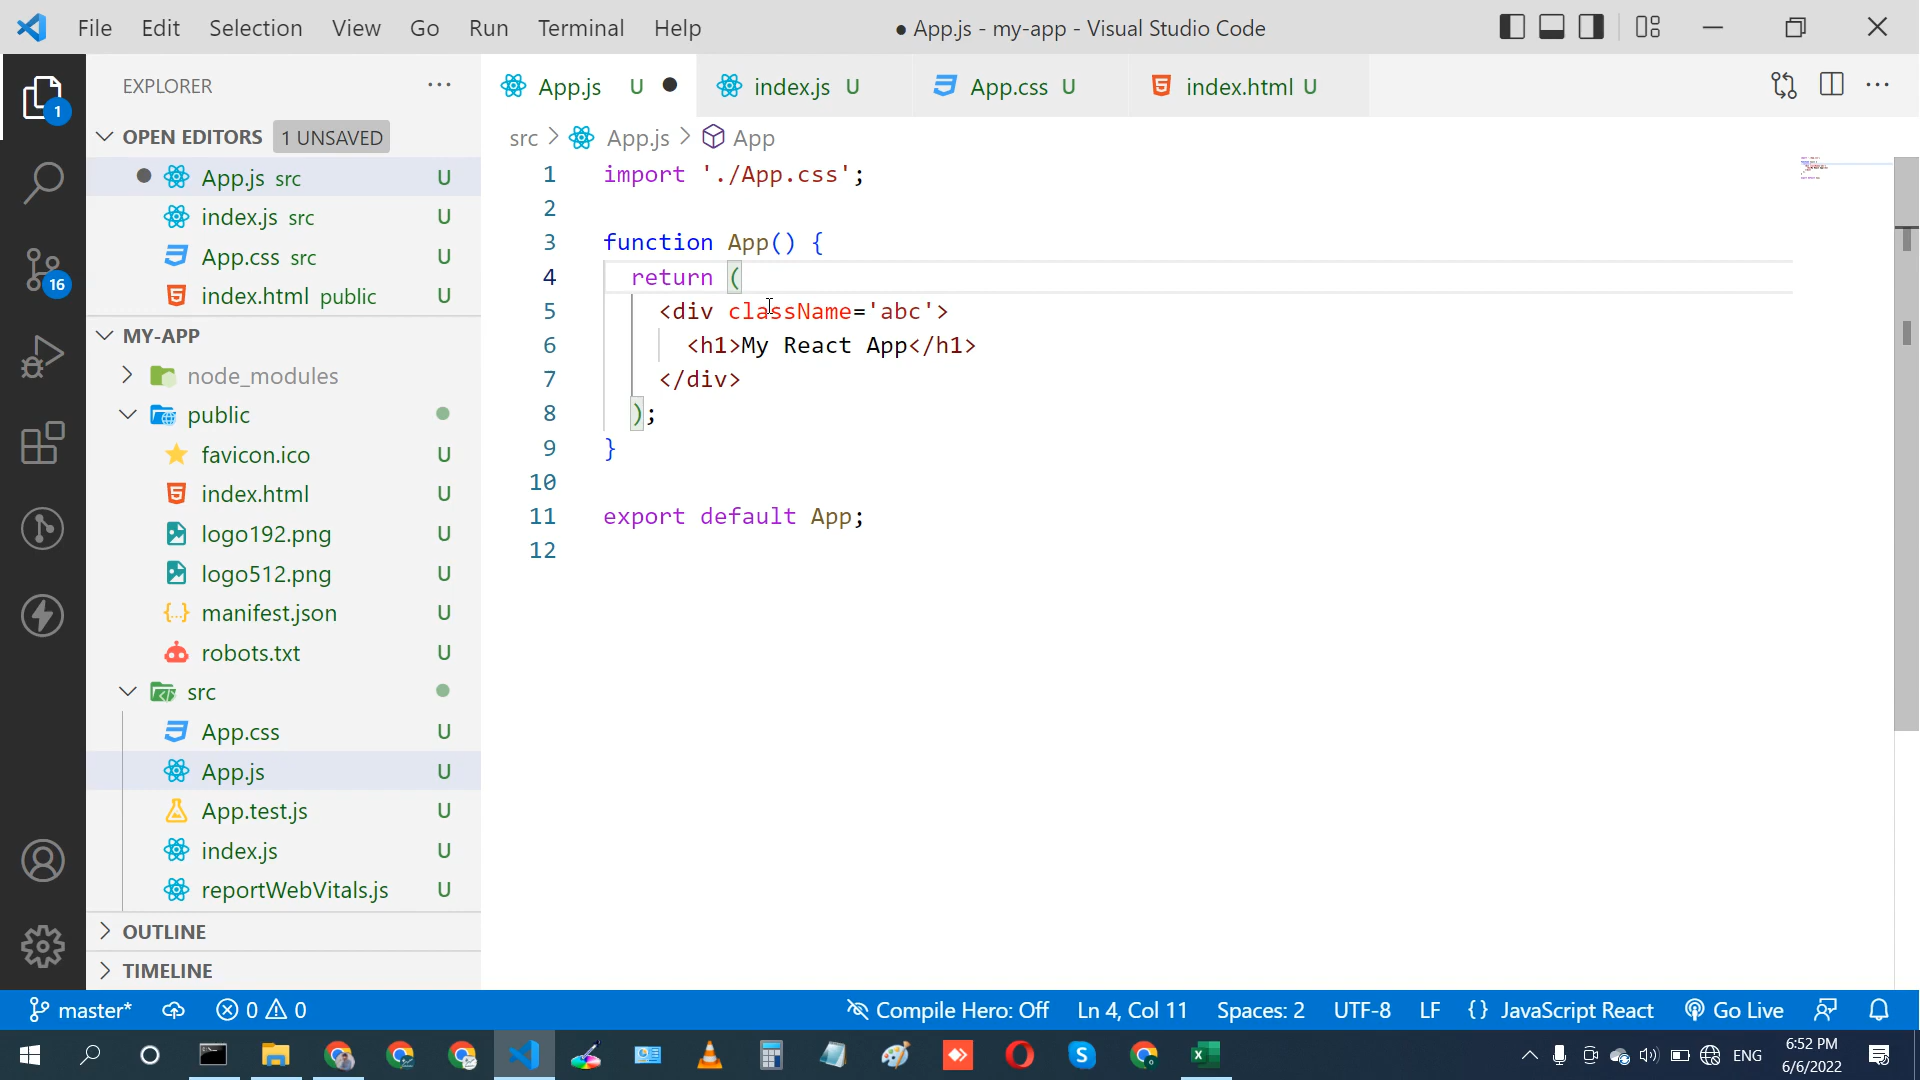 File Edit Selection View Go Run Terminal Help
● App.js - my-app - Visual Studio Code
EXPLORER
OPEN EDITORS 1 UNSAVED
App.js src U
index.js src U
App.css src U
index.html public U
MY-APP
node_modules
public
favicon.ico U
index.html U
logo192.png U
logo512.png U
manifest.json U
robots.txt U
src
App.css U
App.js U
App.test.js U
index.js U
reportWebVitals.js U
OUTLINE
TIMELINE
1
16
App.js U
index.js U
App.css U
index.html U
src > App.js > App
1 import './App.css';
2
3 function App() {
4 return (
5 <div className='abc'>
6 <h1>My React App</h1>
7 </div>
8 );
9 }
10
11 export default App;
12
master* 0 0
Compile Hero: Off Ln 4, Col 11 Spaces: 2 UTF-8 LF {} JavaScript React Go Live
ENG
6:52 PM
6/6/2022